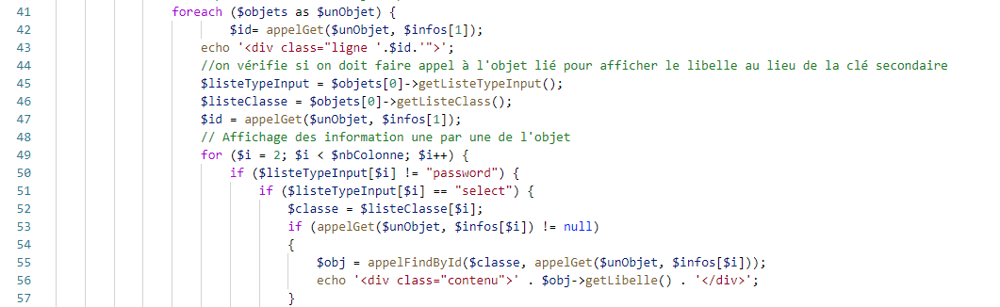 41 foreach ($objets as $unObjet) {
42 $id= appelGet($unObjet, $infos[1]);
43 echo '<div class="ligne '.$id.'">';
44 //on vérifie si on doit faire appel à l'objet lié pour afficher le libelle au lieu de la clé secondaire
45 $listeTypeInput = $objets[0]->getListeTypeInput();
46 $listeClasse = $objets[0]->getListeClass();
47 $id = appelGet($unObjet, $infos[1]);
48 // Affichage des information une par une de l'objet
49 for ($i = 2; $i < $nbColonne; $i++) {
50 if ($listeTypeInput[$i] != "password") {
51 if ($listeTypeInput[$i] == "select") {
52 $classe = $listeClasse[$i];
53 if (appelGet($unObjet, $infos[$i]) != null)
54 {
55 $obj = appelFindById($classe, appelGet($unObjet, $infos[$i]));
56 echo '<div class="contenu">' . $obj->getLibelle() . '</div>';
57 }